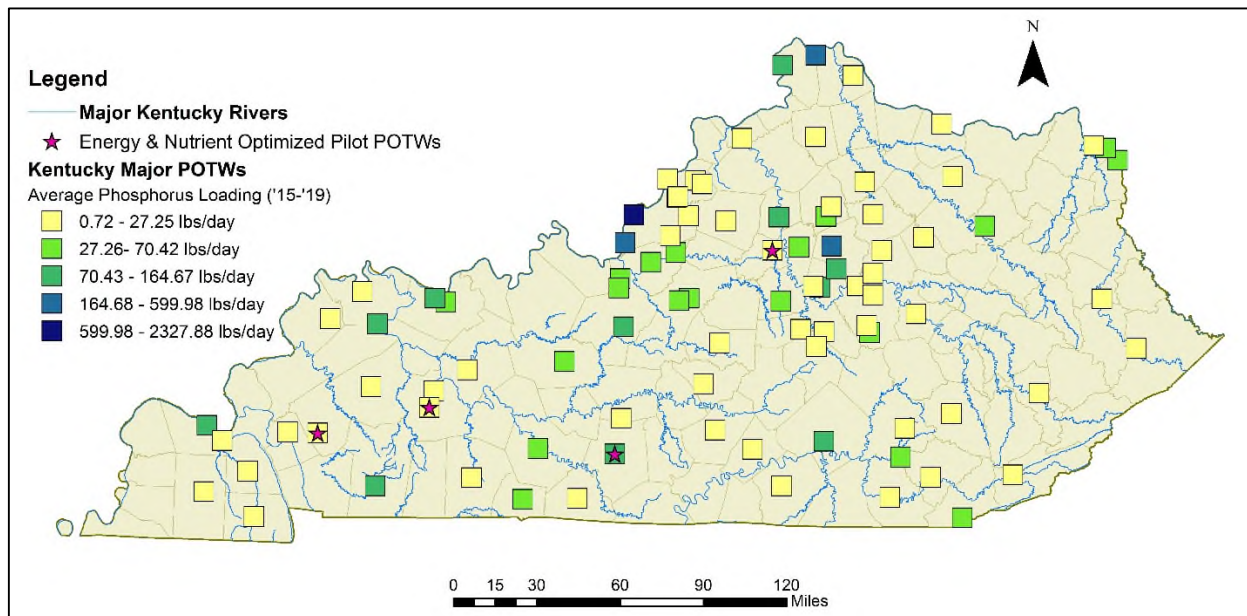 N
Legend
Major Kentucky Rivers
Energy & Nutrient Optimized Pilot POTWs
Kentucky Major POTWs
Average Phosphorus Loading ('15-'19)
0.72 - 27.25 lbs/day
27.26- 70.42 lbs/day
70.43 - 164.67 lbs/day
164.68 - 599.98 lbs/day
599.98 - 2327.88 lbs/day
0 15 30 60 90 120
Miles